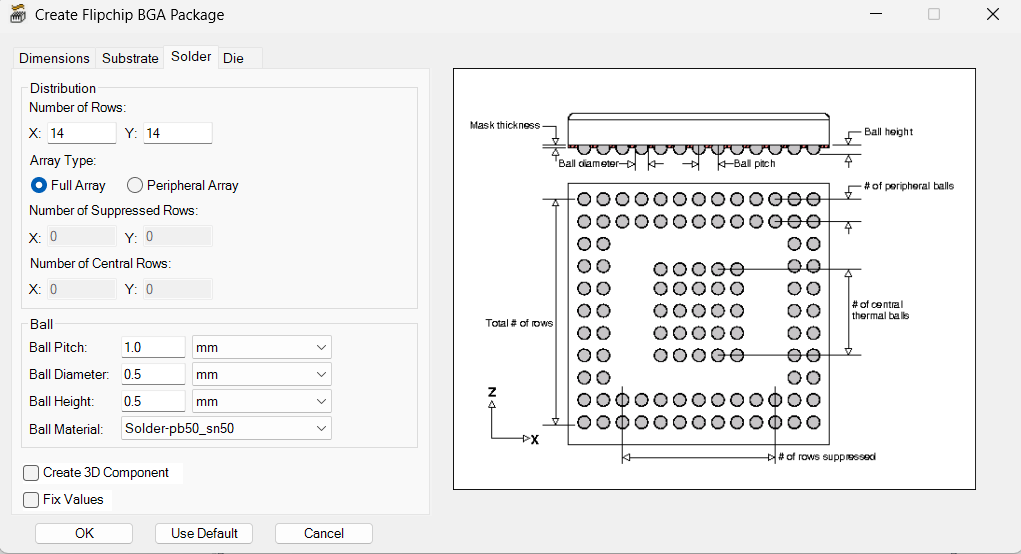 Create Flipchip BGA Package
Dimensions Substrate Solder Die
Distribution
Number of Rows:
X: 14 Y: 14
Array Type:
Full Array Peripheral Array
Number of Suppressed Rows:
X: 0 Y: 0
Number of Central Rows:
X: 0 Y: 0
Ball
Ball Pitch: 1.0 mm
Ball Diameter: 0.5 mm
Ball Height: 0.5 mm
Ball Material: Solder-pb50_sn50
Create 3D Component
Fix Values
OK Use Default Cancel
Mask thickness
Ball height
Ball diameter
Ball pitch
# of peripheral balls
Total # of rows
# of central
thermal balls
Z
X
# of rows suppressed